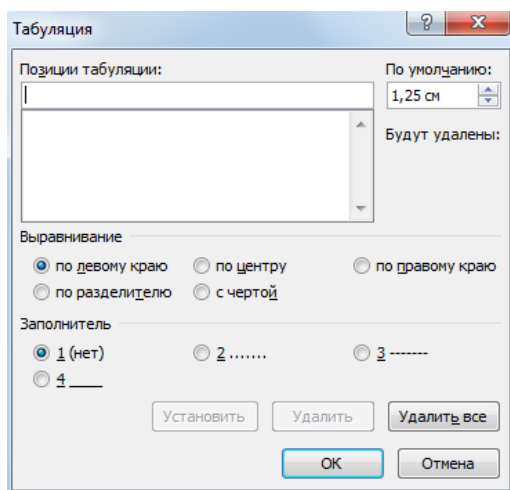 Табуляция
Позиции табуляции:
По умолчанию:
1,25 см
Будут удалены:
Выравнивание
по левому краю по центру по правому краю
по разделителю с чертой
Заполнитель
1 (нет) 2 ....... 3 -------
4 ____
Установить Удалить Удалить все
ОК Отмена